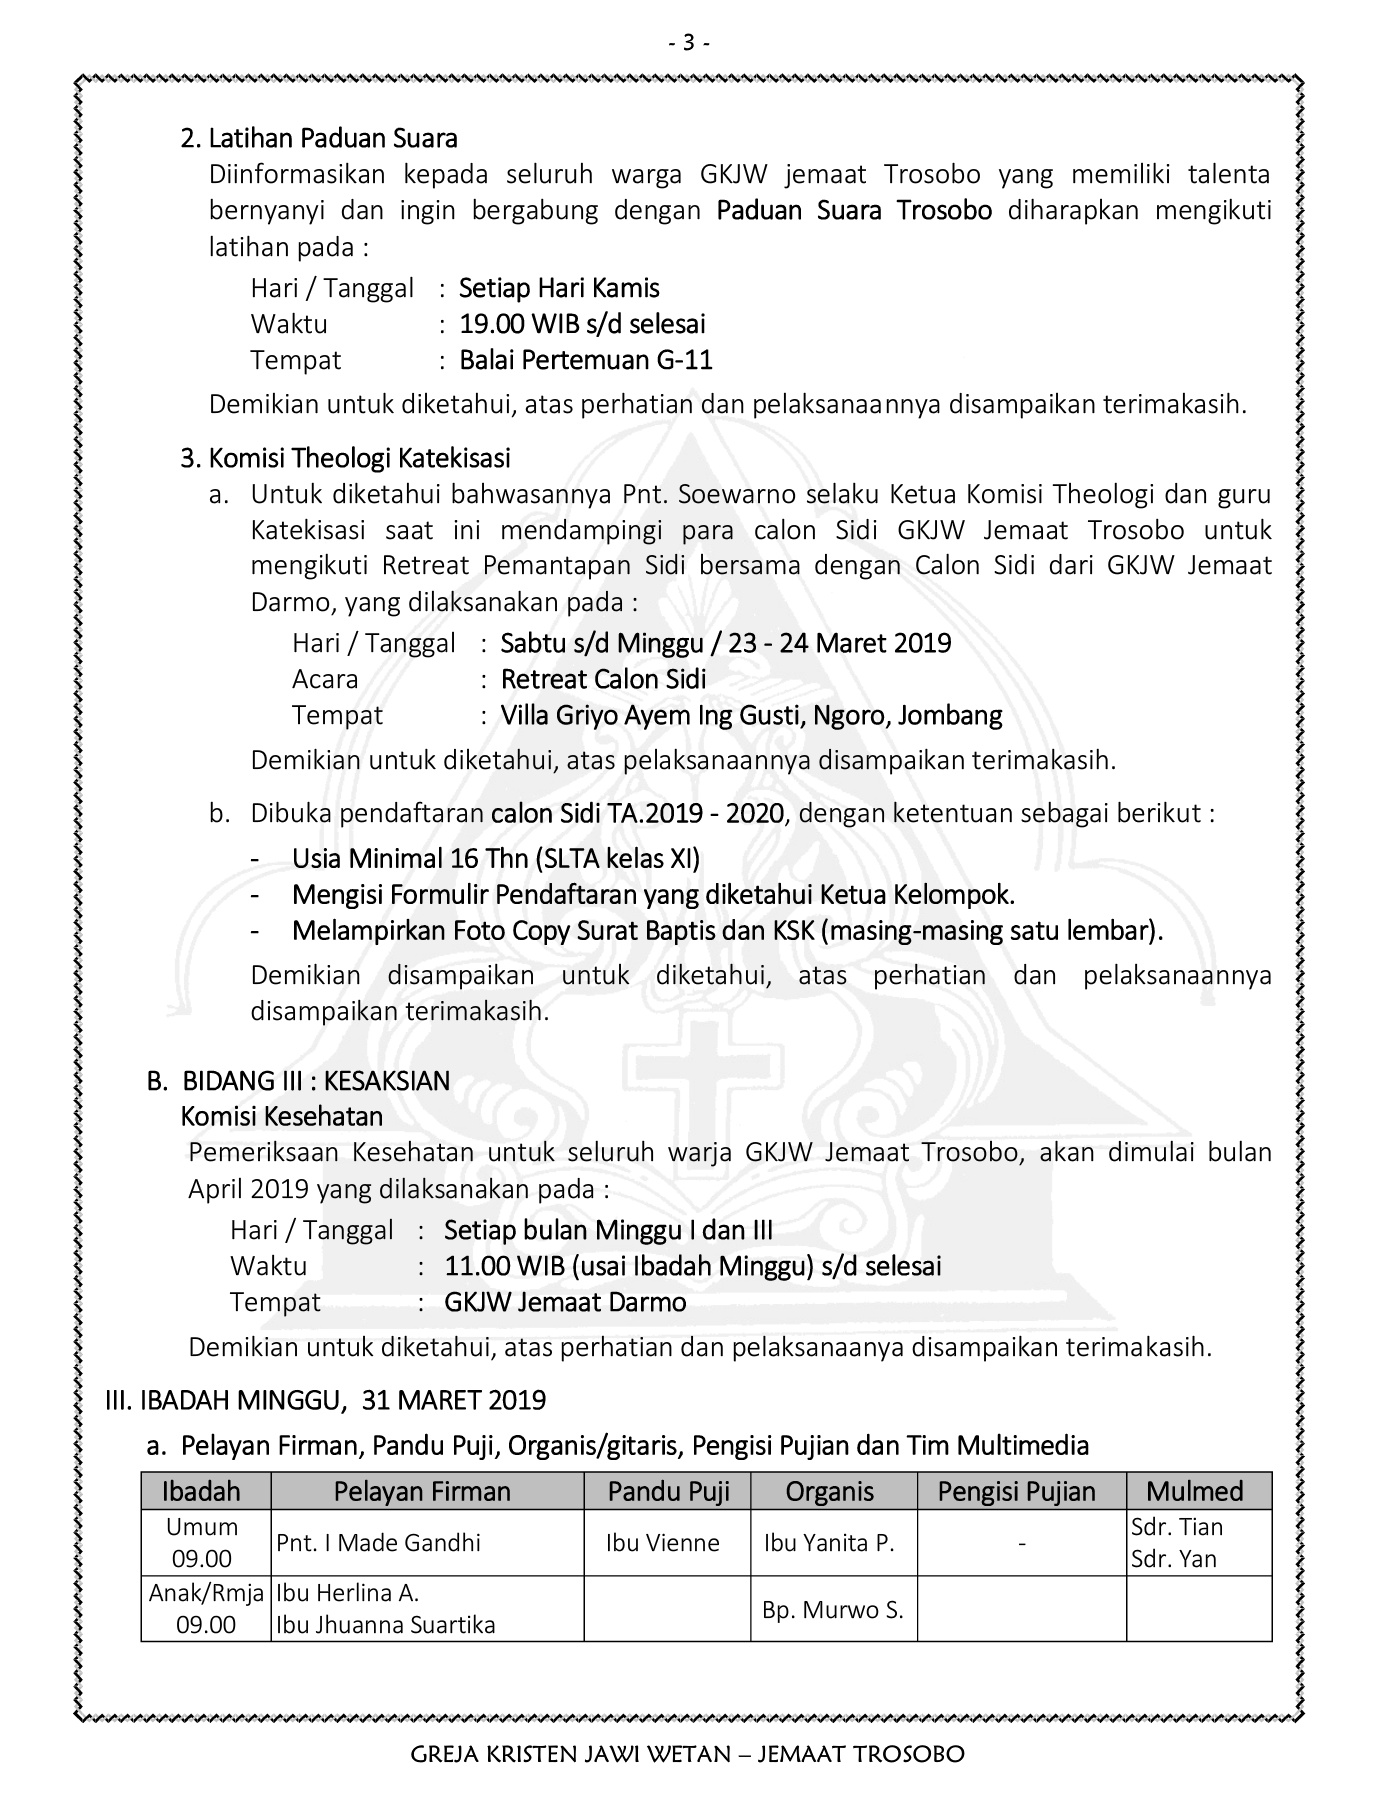 - 3 -
2. Latihan Paduan Suara
Diinformasikan kepada seluruh warga GKJW jemaat Trosobo yang memiliki talenta
bernyanyi dan ingin bergabung dengan Paduan Suara Trosobo diharapkan mengikuti
latihan pada :
Hari / Tanggal : Setiap Hari Kamis
Waktu : 19.00 WIB s/d selesai
Tempat : Balai Pertemuan G-11
Demikian untuk diketahui, atas perhatian dan pelaksanaannya disampaikan terimakasih.
3. Komisi Theologi Katekisasi
a. Untuk diketahui bahwasannya Pnt. Soewarno selaku Ketua Komisi Theologi dan guru
Katekisasi saat ini mendampingi para calon Sidi GKJW Jemaat Trosobo untuk
mengikuti Retreat Pemantapan Sidi bersama dengan Calon Sidi dari GKJW Jemaat
Darmo, yang dilaksanakan pada :
Hari / Tanggal : Sabtu s/d Minggu / 23 - 24 Maret 2019
Acara : Retreat Calon Sidi
Tempat : Villa Griyo Ayem Ing Gusti, Ngoro, Jombang
Demikian untuk diketahui, atas pelaksanaannya disampaikan terimakasih.
b. Dibuka pendaftaran calon Sidi TA.2019 - 2020, dengan ketentuan sebagai berikut :
- Usia Minimal 16 Thn (SLTA kelas XI)
- Mengisi Formulir Pendaftaran yang diketahui Ketua Kelompok.
- Melampirkan Foto Copy Surat Baptis dan KSK (masing-masing satu lembar).
Demikian disampaikan untuk diketahui, atas perhatian dan pelaksanaannya
disampaikan terimakasih.
B. BIDANG III : KESAKSIAN
Komisi Kesehatan
Pemeriksaan Kesehatan untuk seluruh warja GKJW Jemaat Trosobo, akan dimulai bulan
April 2019 yang dilaksanakan pada :
Hari / Tanggal : Setiap bulan Minggu I dan III
Waktu : 11.00 WIB (usai Ibadah Minggu) s/d selesai
Tempat : GKJW Jemaat Darmo
Demikian untuk diketahui, atas perhatian dan pelaksanaanya disampaikan terimakasih.
III. IBADAH MINGGU, 31 MARET 2019
a. Pelayan Firman, Pandu Puji, Organis/gitaris, Pengisi Pujian dan Tim Multimedia
Ibadah Pelayan Firman Pandu Puji Organis Pengisi Pujian Mulmed
Umum 09.00 Pnt. I Made Gandhi Ibu Vienne Ibu Yanita P. - Sdr. Tian
Sdr. Yan
Anak/Rmja 09.00 Ibu Herlina A.
Ibu Jhuanna Suartika Bp. Murwo S.
GREJA KRISTEN JAWI WETAN – JEMAAT TROSOBO